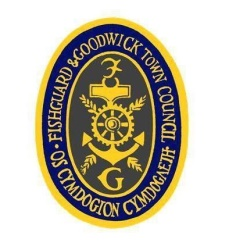 FISHGUARD & GOODWICK TOWN COUNCIL
OS CYMDOGION CYMDOGAETH
G